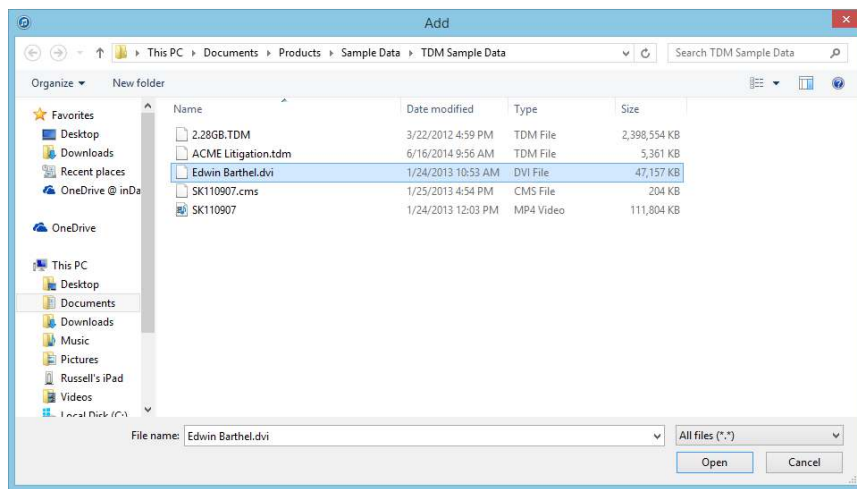 Add
This PC Documents Products Sample Data TDM Sample Data Search TDM Sample Data
Organize New folder
Name Date modified Type Size
Favorites
Desktop
Downloads
Recent places
OneDrive @ inDa
OneDrive
This PC
Desktop
Documents
Downloads
Music
Pictures
Russell's iPad
Videos
Local Disk (C:)
2.28GB.TDM 3/22/2012 4:59 PM TDM File 2,398,554 KB
ACME Litigation.tdm 6/16/2014 9:56 AM TDM File 5,361 KB
Edwin Barthel.dvi 1/24/2013 10:53 AM DVI File 47,157 KB
SK110907.cms 1/25/2013 4:54 PM CMS File 204 KB
SK110907 1/24/2013 12:03 PM MP4 Video 111,804 KB
File name: Edwin Barthel.dvi All files (*.*)
Open Cancel